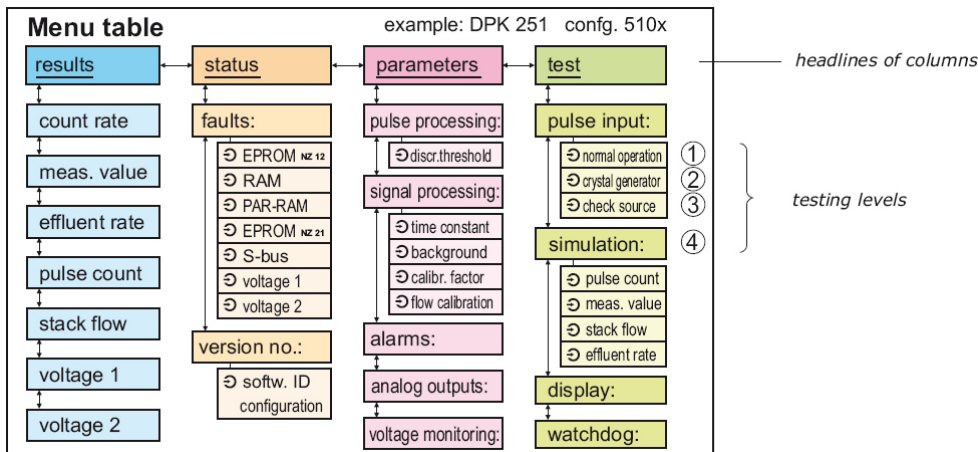 Menu table
example: DPK 251 confg. 510x
results
status
parameters
test
headlines of columns
count rate
meas. value
effluent rate
pulse count
stack flow
voltage 1
voltage 2
faults:
EPROM NZ 12
RAM
PAR-RAM
EPROM NZ 21
S-bus
voltage 1
voltage 2
version no.:
softw. ID
configuration
pulse processing:
discr.threshold
signal processing:
time constant
background
calibr. factor
flow calibration
alarms:
analog outputs:
voltage monitoring:
pulse input:
normal operation 1
crystal generator 2
check source 3
simulation: 4
testing levels
pulse count
meas. value
stack flow
effluent rate
display:
watchdog: